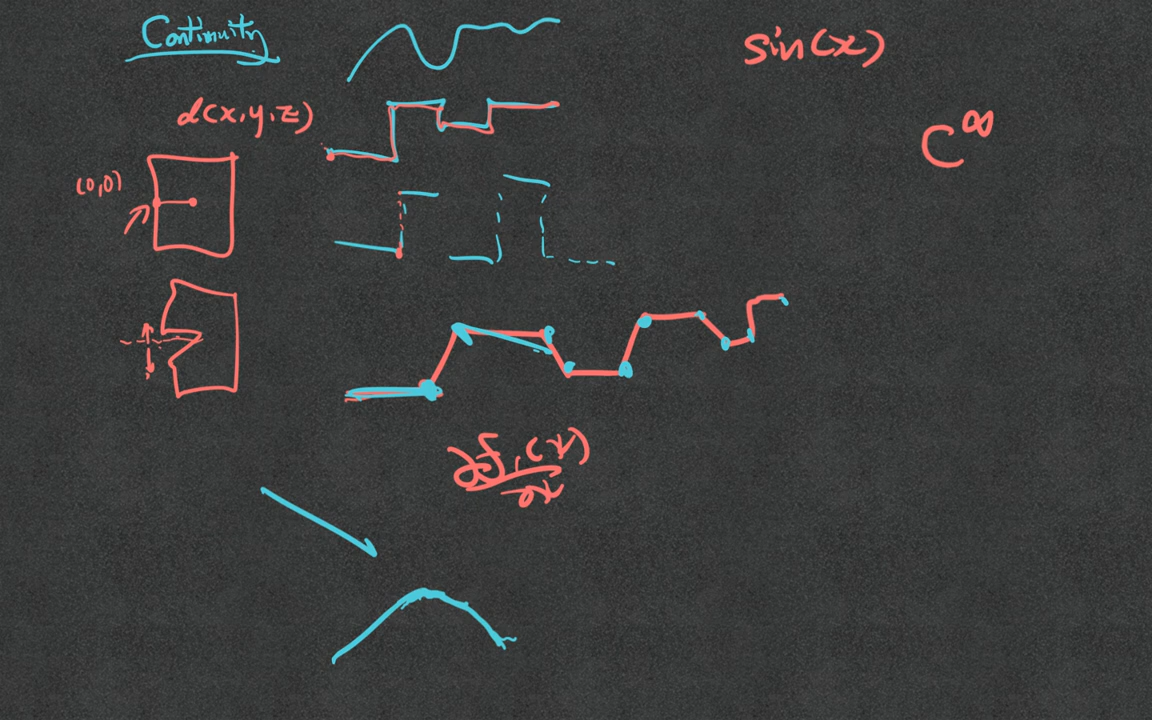 Continuity
sin(x)
d(x,y,z)
C^∞
(0,0)